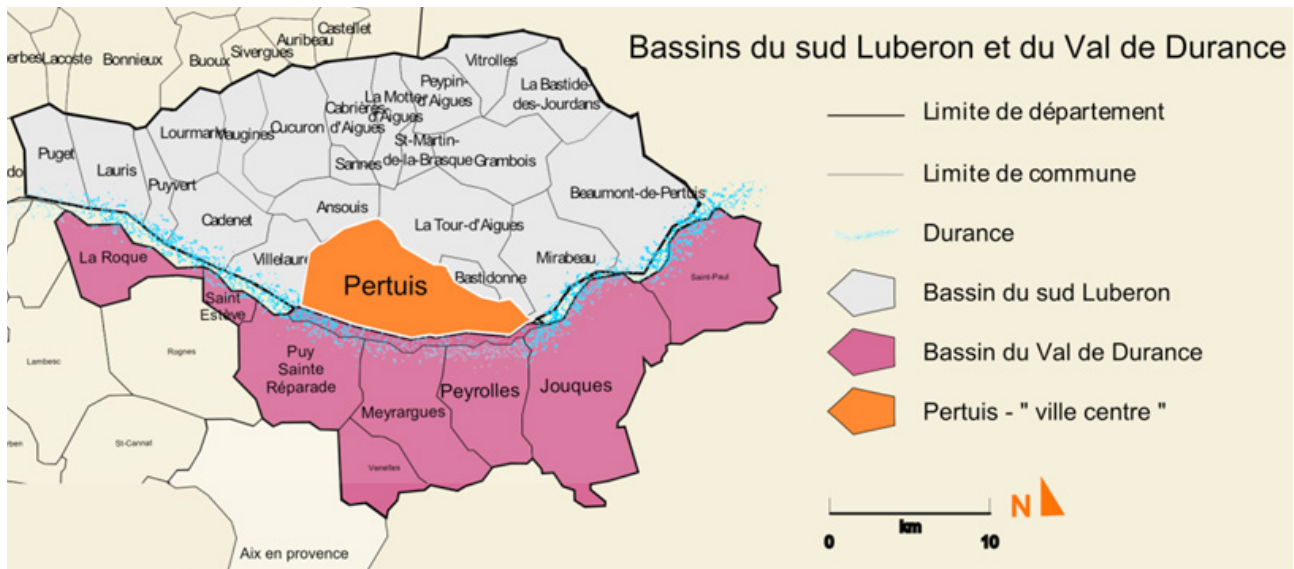 Bassins du sud Luberon et du Val de Durance
Limite de département
Limite de commune
Durance
Bassin du sud Luberon
Bassin du Val de Durance
Pertuis - " ville centre "
N
km
0 10
Castellet
Auribeau
Sivergues
Buoux
Bonnieux
Lacoste
erbes
Vitrolles
Peypin-
d'Aigues
La Bastide-
des-Jourdans
La Motte-
d'Aigues
Cabrières-
d'Aigues
Cucuron
Vaugines
Lourmarin
St-Martin-
de-la-Brasque
Grambois
Sannes
Puget
Lauris
Puyvert
do
Beaumont-de-Pertuis
Cadenet
Ansouis
La Tour-d'Aigues
Villelaure
Mirabeau
Bastidonne
La Roque
Pertuis
Saint-Paul
Saint
Estève
Lambesc
Rognes
Puy
Sainte
Réparade
Meyrargues
Peyrolles
Jouques
St-Cannat
Venelles
Aix en provence